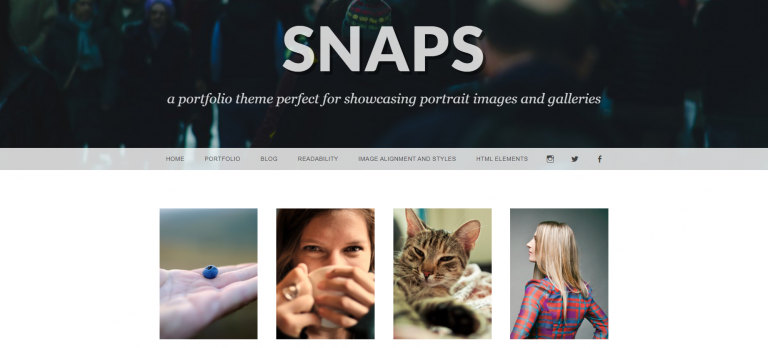 SNAPS
a portfolio theme perfect for showcasing portrait images and galleries
HOME PORTFOLIO BLOG READABILITY IMAGE ALIGNMENT AND STYLES HTML ELEMENTS